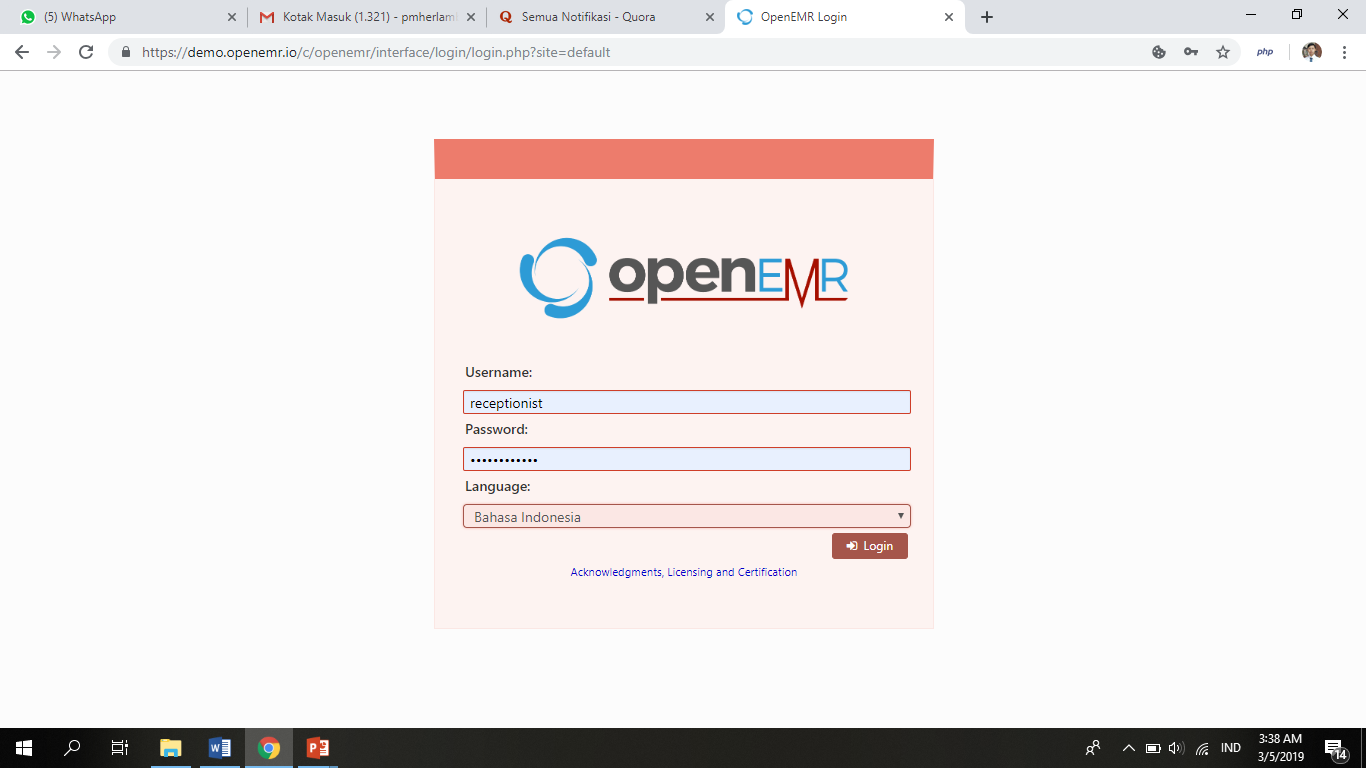 (5) WhatsApp
Kotak Masuk (1.321) - pmherlam
Semua Notifikasi - Quora
OpenEMR Login
https://demo.openemr.io/c/openemr/interface/login/login.php?site=default
php
openEMR
Username:
receptionist
Password:
••••••••••••
Language:
Bahasa Indonesia
Login
Acknowledgments, Licensing and Certification
IND
3:38 AM
3/5/2019
14